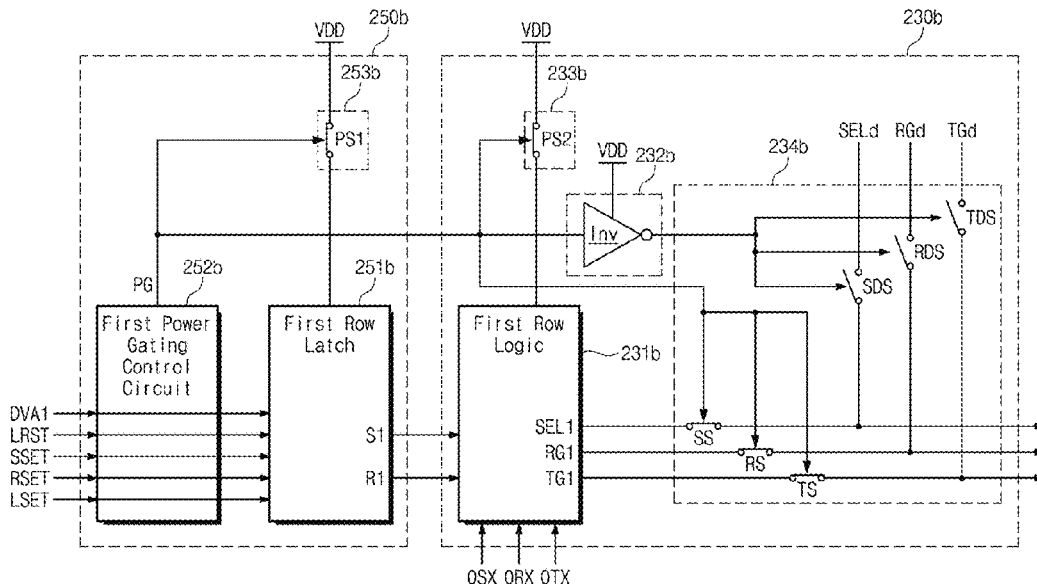 250b
230b
VDD
VDD
253b
233b
PS1
PS2
SELd
RGd
TGd
234b
VDD
232b
Inv
TDS
RDS
SDS
PG
252b
251b
First Power
Gating
Control
Circuit
First Row
Latch
First Row
Logic
231b
DVA1
LRST
SSET
RSET
LSET
S1
R1
SEL1
RG1
TG1
SS
RS
TS
OSX
ORX
OTX